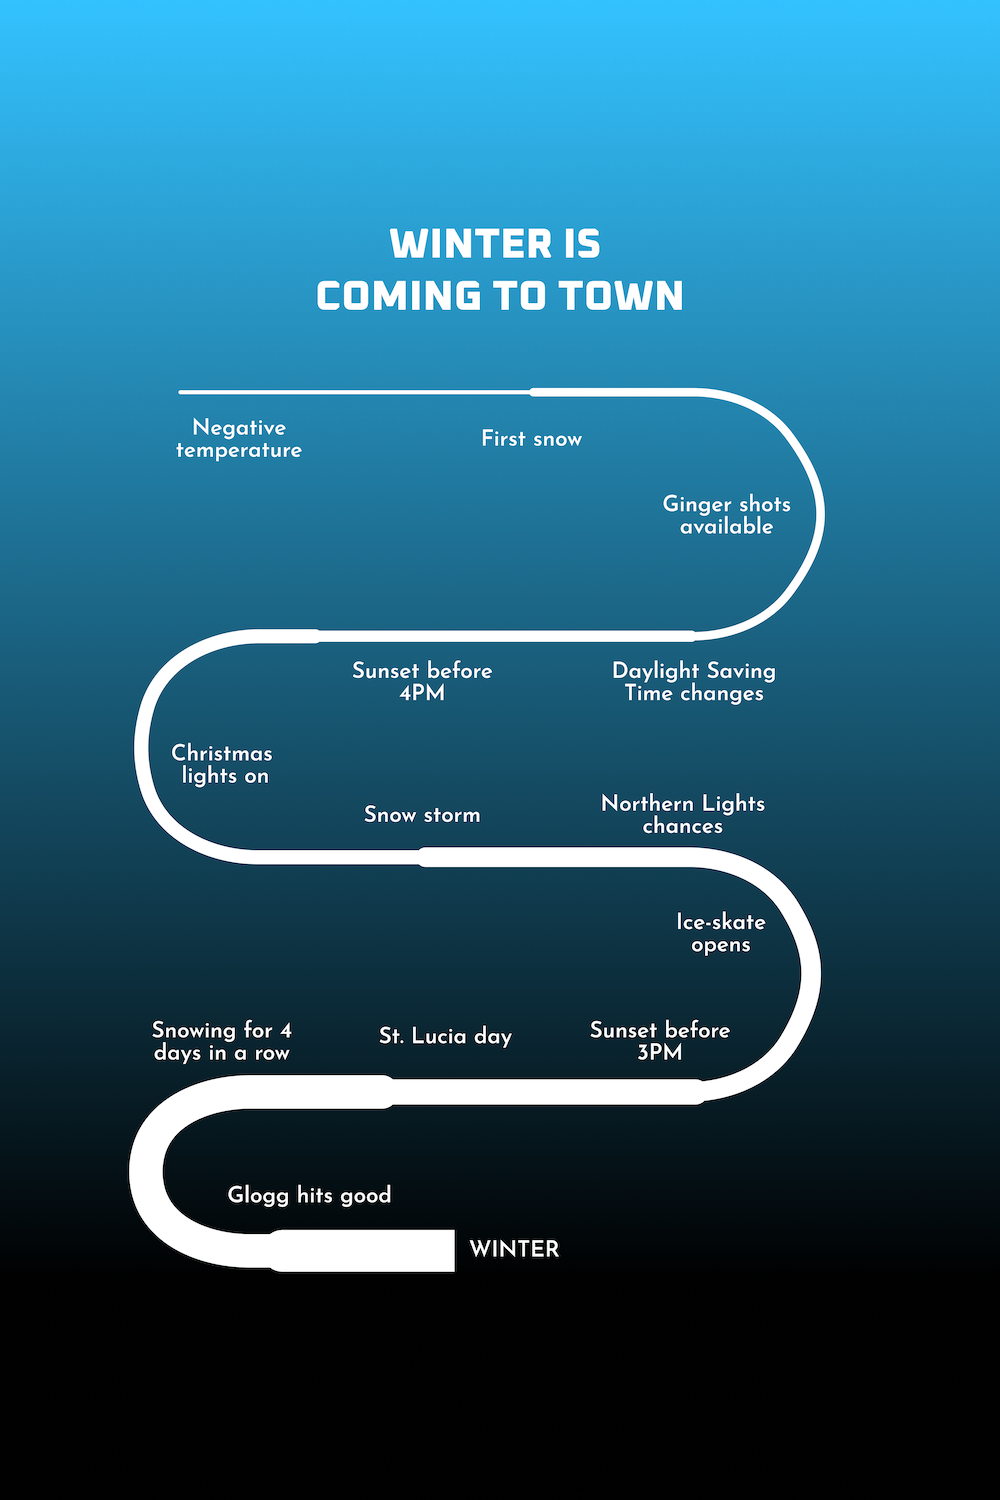 WINTER IS
COMING TO TOWN
Negative
temperature
First snow
Ginger shots
available
Daylight Saving
Time changes
Sunset before
4PM
Christmas
lights on
Snow storm
Northern Lights
chances
Ice-skate
opens
Sunset before
3PM
St. Lucia day
Snowing for 4
days in a row
Glogg hits good
WINTER